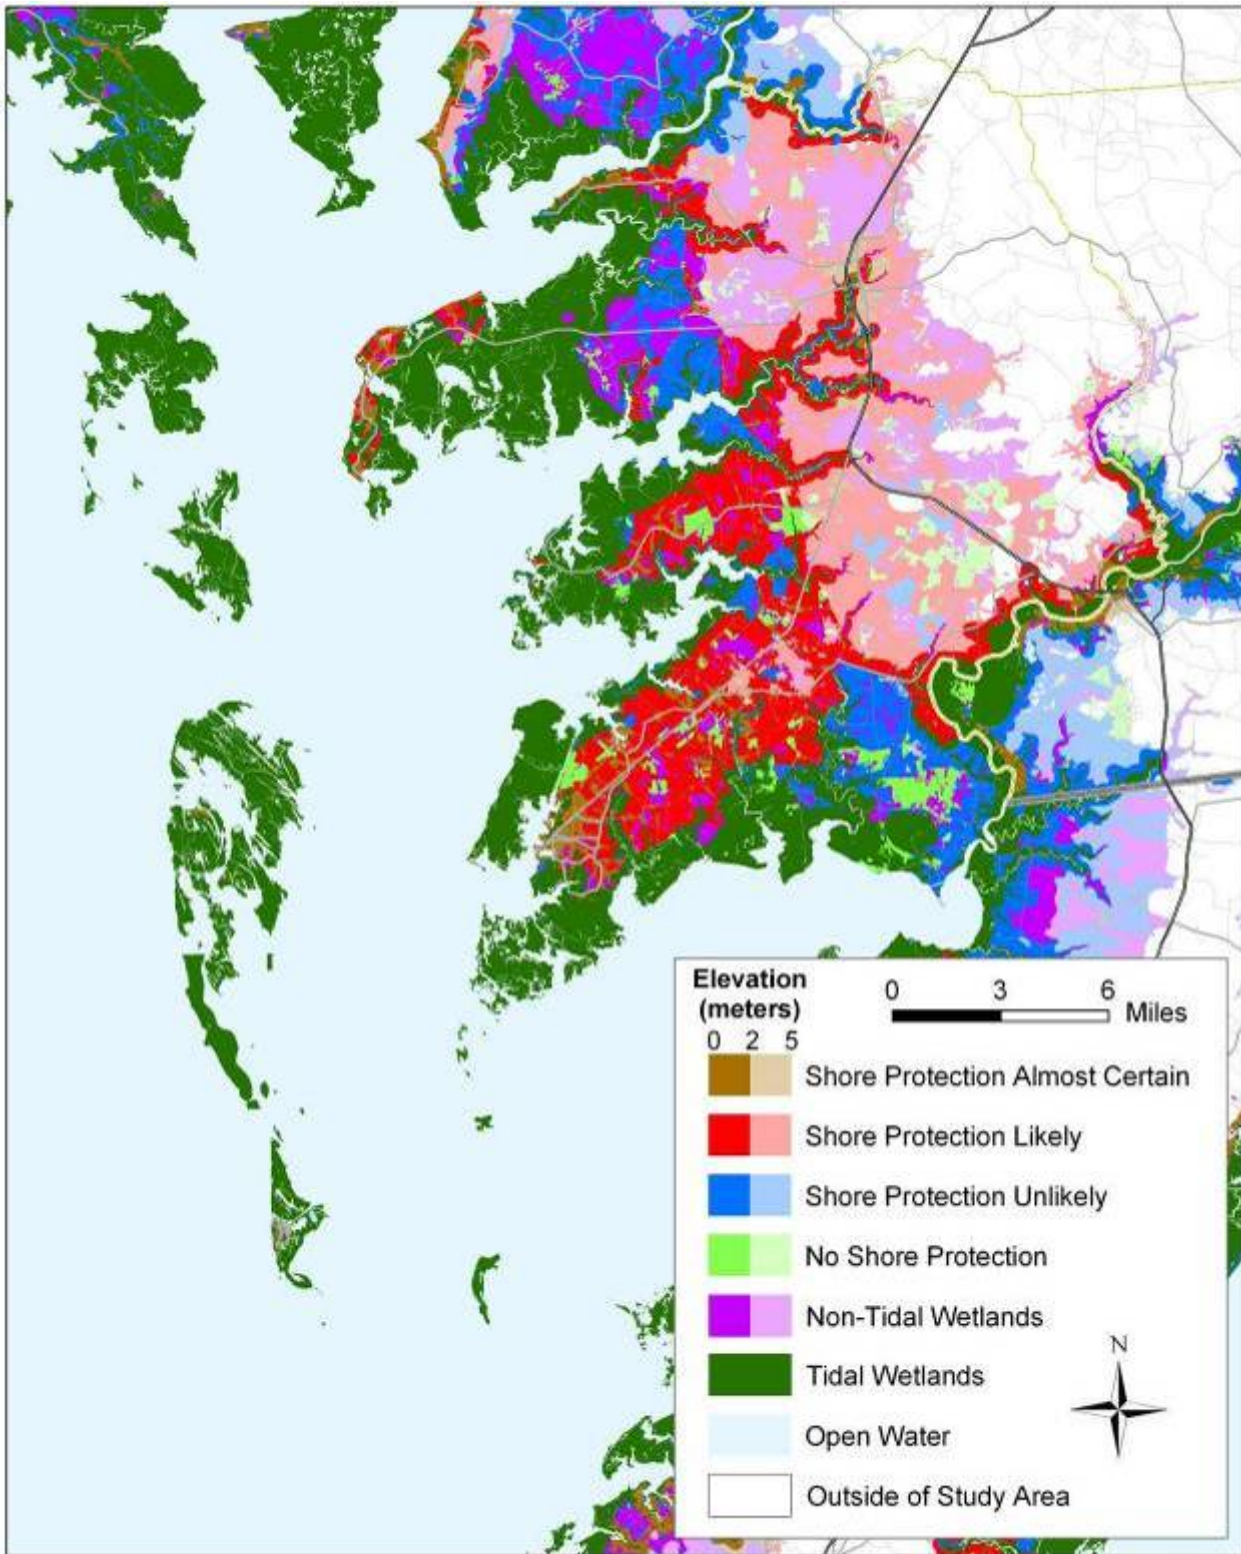 Elevation
(meters)
0 2 5
0 3 6
Miles
Shore Protection Almost Certain
Shore Protection Likely
Shore Protection Unlikely
No Shore Protection
Non-Tidal Wetlands
Tidal Wetlands
Open Water
Outside of Study Area
N